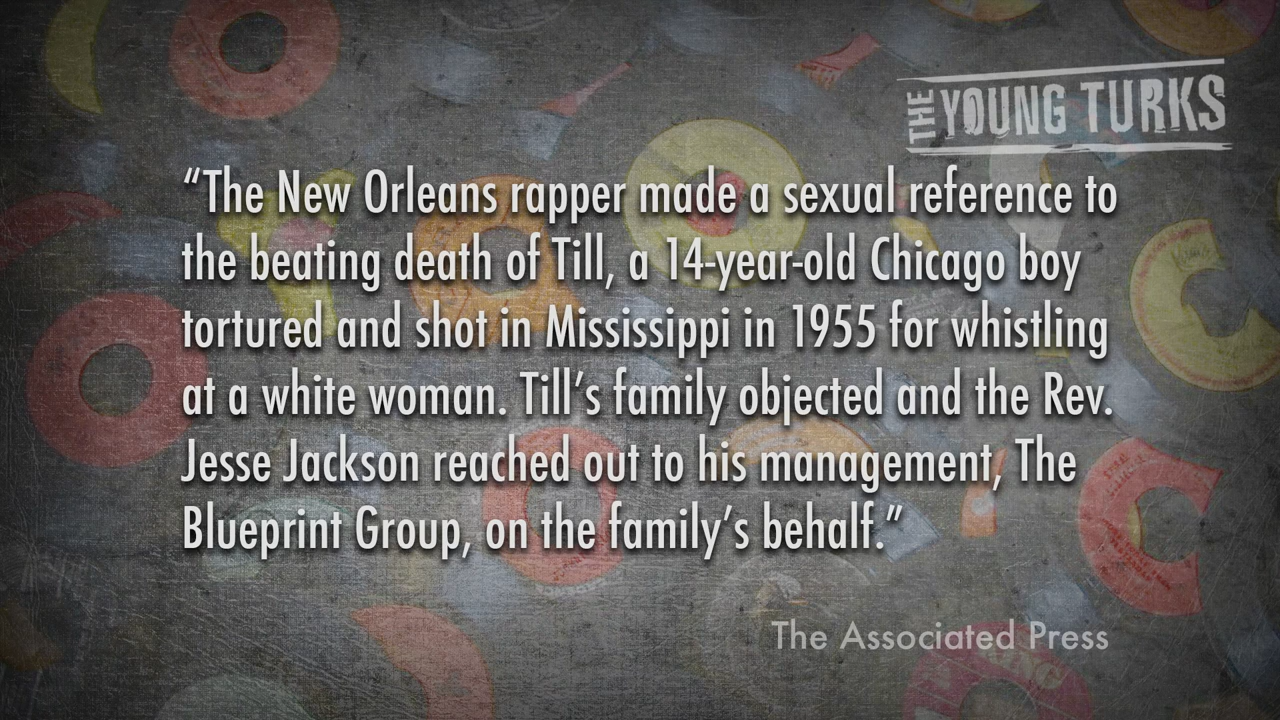 THE YOUNG TURKS
“The New Orleans rapper made a sexual reference to
the beating death of Till, a 14-year-old Chicago boy
tortured and shot in Mississippi in 1955 for whistling
at a white woman. Till’s family objected and the Rev.
Jesse Jackson reached out to his management, The
Blueprint Group, on the family’s behalf.”
The Associated Press
KING